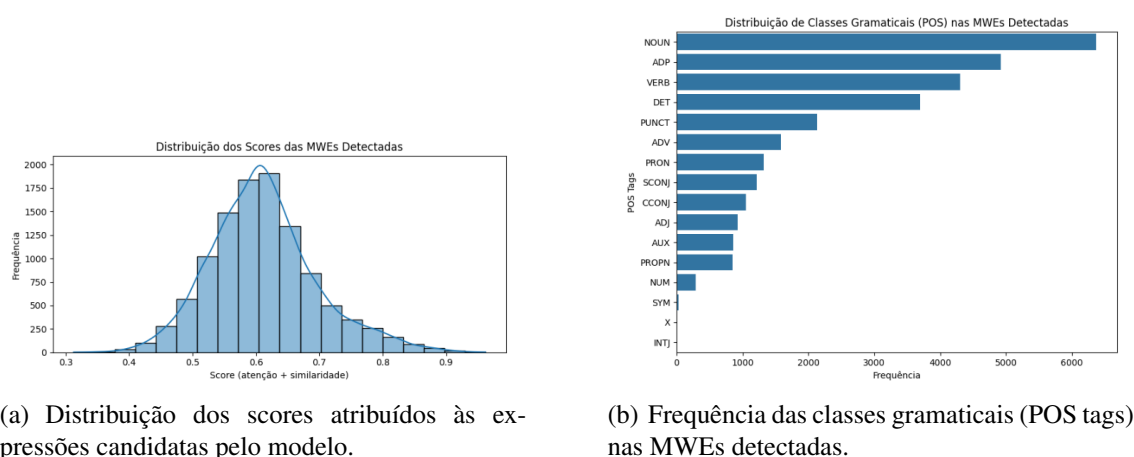 Distribuição dos Scores das MWEs Detectadas
Frequência
2000
1750
1500
1250
1000
750
500
250
0
0.3 0.4 0.5 0.6 0.7 0.8 0.9
Score (atenção + similaridade)
(a) Distribuição dos scores atribuídos às ex-
pressões candidatas pelo modelo.
Distribuição de Classes Gramaticais (POS) nas MWEs Detectadas
POS Tags
NOUN
ADP
VERB
DET
PUNCT
ADV
PRON
SCONJ
CCONJ
ADJ
AUX
PROPN
NUM
SYM
X
INTJ
0 1000 2000 3000 4000 5000 6000
Frequência
(b) Frequência das classes gramaticais (POS tags)
nas MWEs detectadas.